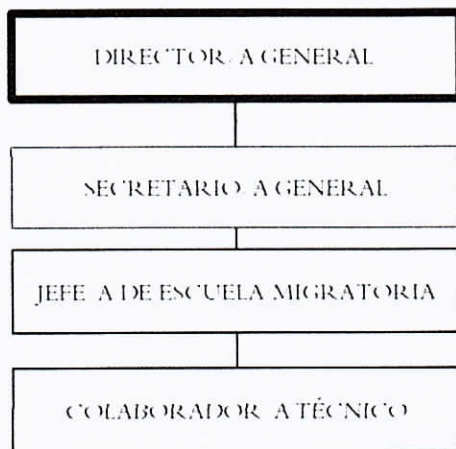 DIRECTOR/A GENERAL
SECRETARIO/A GENERAL
JEFE/A DE ESCUELA MIGRATORIA
COLABORADOR/A TÉCNICO